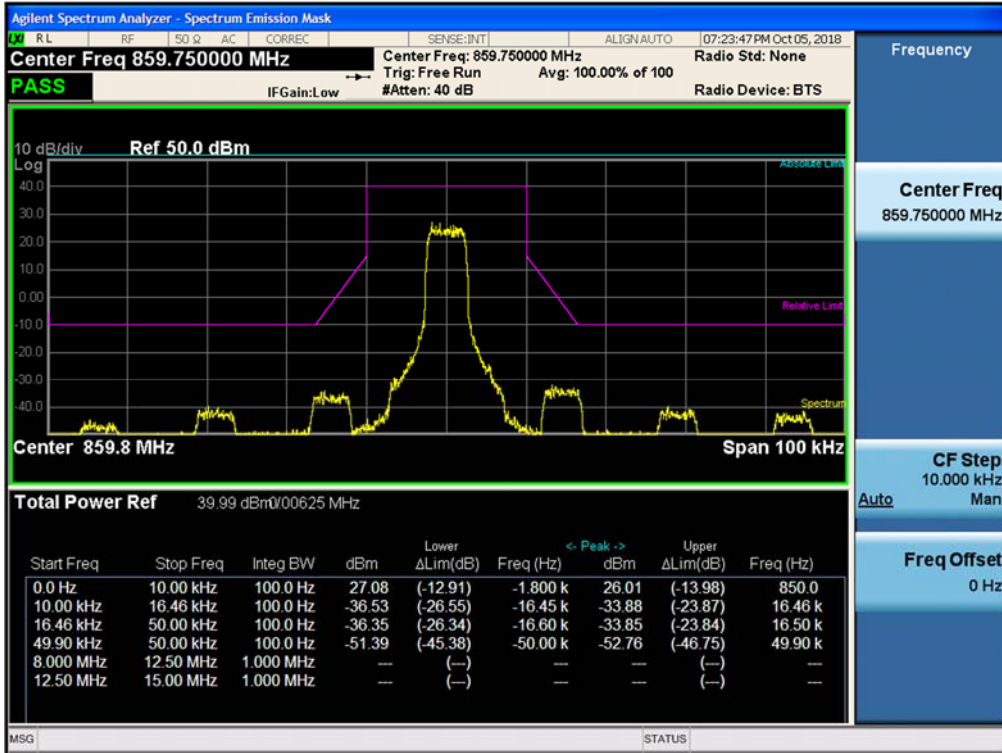 Agilent Spectrum Analyzer - Spectrum Emission Mask
LXI RL RF 50 Ω AC CORREC SENSE:INT ALIGN AUTO 07:23:47 PM Oct 05, 2018
Center Freq 859.750000 MHz
Center Freq: 859.750000 MHz Radio Std: None
Trig: Free Run Avg: 100.00% of 100
PASS IFGain:Low #Atten: 40 dB Radio Device: BTS
10 dB/div Ref 50.0 dBm
Log
Absolute Limit
40.0
30.0
20.0
10.0
0.00
Relative Limit
-10.0
-20.0
-30.0
-40.0
Spectrum
Center 859.8 MHz Span 100 kHz
Total Power Ref 39.99 dBm/0.00625 MHz
Lower <- Peak -> Upper
Start Freq Stop Freq Integ BW dBm ΔLim(dB) Freq (Hz) dBm ΔLim(dB) Freq (Hz)
0.0 Hz 10.00 kHz 100.0 Hz 27.08 (-12.91) -1.800 k 26.01 (-13.98) 850.0
10.00 kHz 16.46 kHz 100.0 Hz -36.53 (-26.55) -16.45 k -33.88 (-23.87) 16.46 k
16.46 kHz 50.00 kHz 100.0 Hz -36.35 (-26.34) -16.60 k -33.85 (-23.84) 16.50 k
49.90 kHz 50.00 kHz 100.0 Hz -51.39 (-45.38) -50.00 k -52.76 (-46.75) 49.90 k
8.000 MHz 12.50 MHz 1.000 MHz --- (---) --- --- (---) ---
12.50 MHz 15.00 MHz 1.000 MHz --- (---) --- --- (---) ---
MSG STATUS
Frequency
Center Freq
859.750000 MHz
CF Step
10.000 kHz
Auto Man
Freq Offset
0 Hz